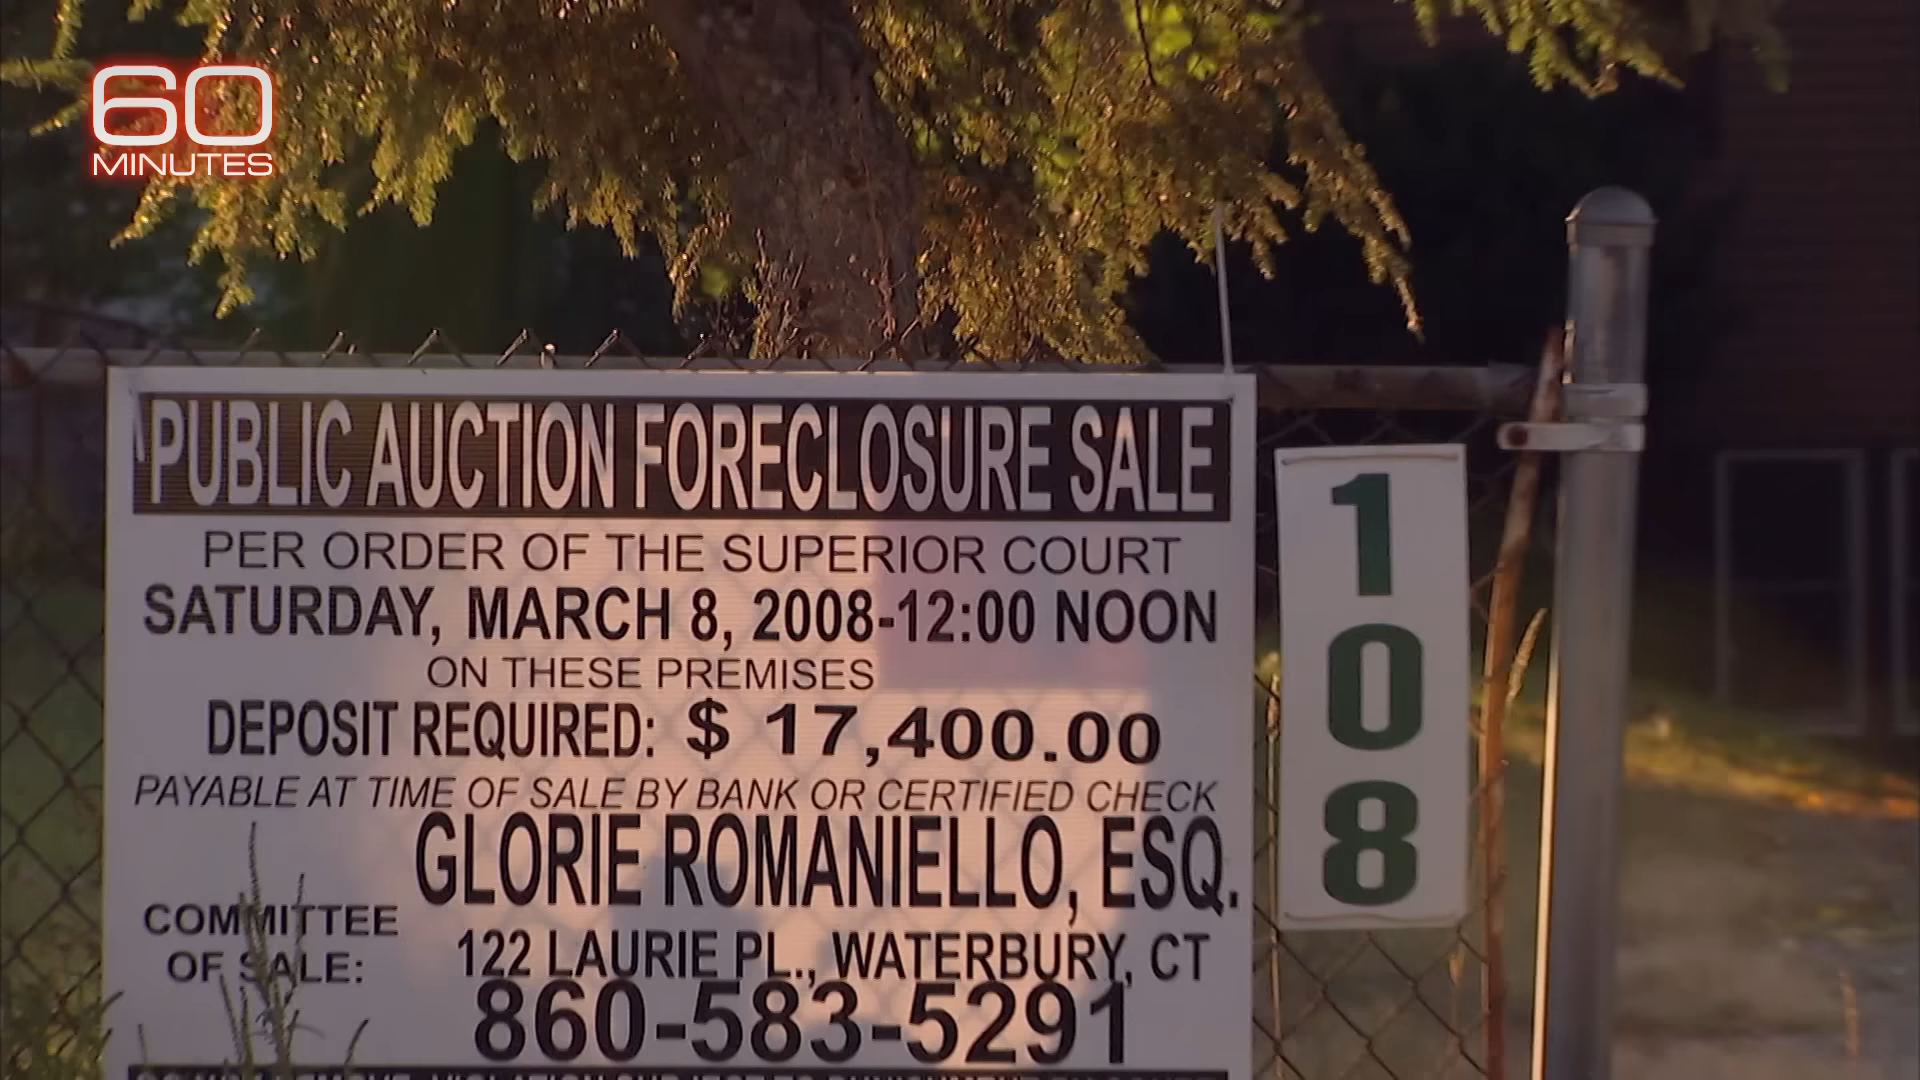 60
MINUTES
PUBLIC AUCTION FORECLOSURE SALE
PER ORDER OF THE SUPERIOR COURT
SATURDAY, MARCH 8, 2008-12:00 NOON
ON THESE PREMISES
DEPOSIT REQUIRED: $ 17,400.00
PAYABLE AT TIME OF SALE BY BANK OR CERTIFIED CHECK
GLORIE ROMANIELLO, ESQ.
COMMITTEE
OF SALE:
122 LAURIE PL., WATERBURY, CT
860-583-5291
108